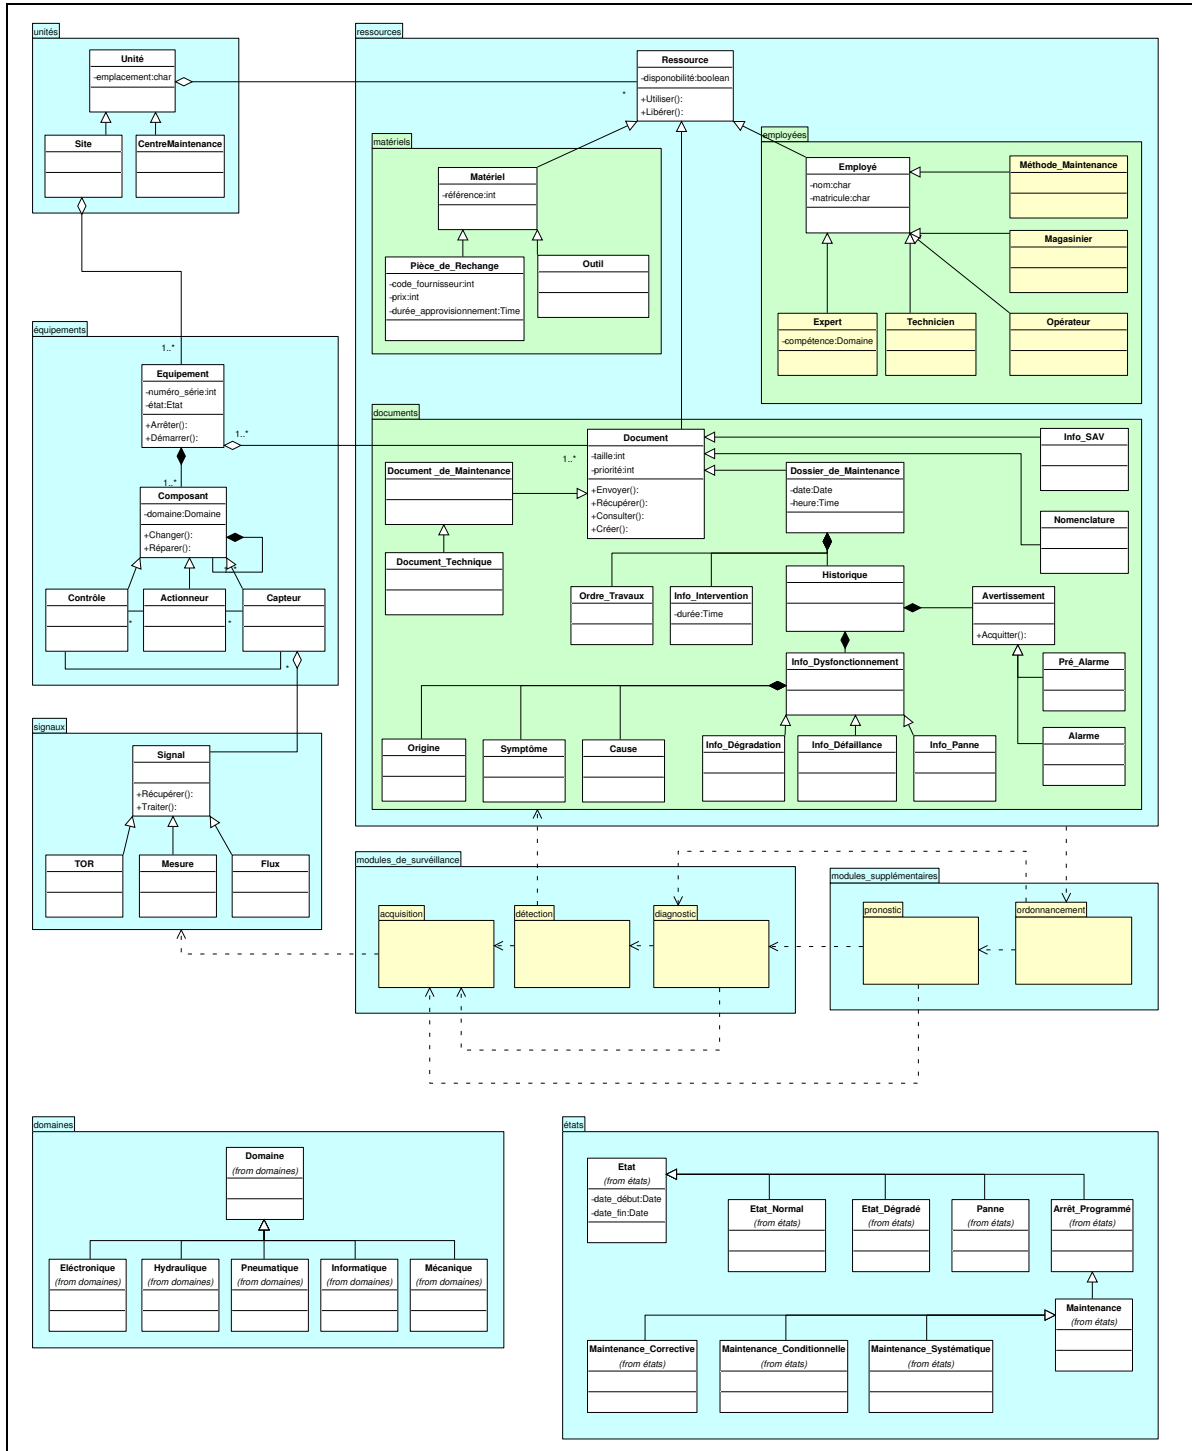 unités
Unité
-emplacement:char
Site
CentreMaintenance
ressources
Ressource
-disponobilité:boolean
+Utiliser():
+Libérer():
*
matériels
Matériel
-référence:int
Pièce_de_Rechange
-code_fournisseur:int
-prix:int
-durée_approvisionnement:Time
Outil
employées
Employé
-nom:char
-matricule:char
Méthode_Maintenance
Magasinier
Expert
-compétence:Domaine
Technicien
Opérateur
équipements
1..*
Equipement
-numéro_série:int
-état:Etat
+Arrêter():
+Démarrer():
1..*
1..*
Composant
-domaine:Domaine
+Changer():
+Réparer():
Contrôle
Actionneur
Capteur
*
*
*
documents
1..*
Document
-taille:int
-priorité:int
+Envoyer():
+Récupérer():
+Consulter():
+Créer():
Document _de_Maintenance
Document_Technique
Dossier_de_Maintenance
-date:Date
-heure:Time
Info_SAV
Nomenclature
Ordre_Travaux
Info_Intervention
-durée:Time
Historique
Avertissement
+Acquitter():
Info_Dysfonctionnement
Pré_Alarme
Alarme
Origine
Symptôme
Cause
Info_Dégradation
Info_Défaillance
Info_Panne
signaux
Signal
+Récupérer():
+Traiter():
TOR
Mesure
Flux
modules_de_survéillance
acquisition
détection
diagnostic
modules_supplémentaires
pronostic
ordonnancement
domaines
Domaine
(from domaines)
Eléctronique
(from domaines)
Hydraulique
(from domaines)
Pneumatique
(from domaines)
Informatique
(from domaines)
Mécanique
(from domaines)
états
Etat
(from états)
-date_début:Date
-date_fin:Date
Etat_Normal
(from états)
Etat_Dégradé
(from états)
Panne
(from états)
Arrêt_Programmé
(from états)
Maintenance
(from états)
Maintenance_Corrective
(from états)
Maintenance_Conditionnelle
(from états)
Maintenance_Systématique
(from états)